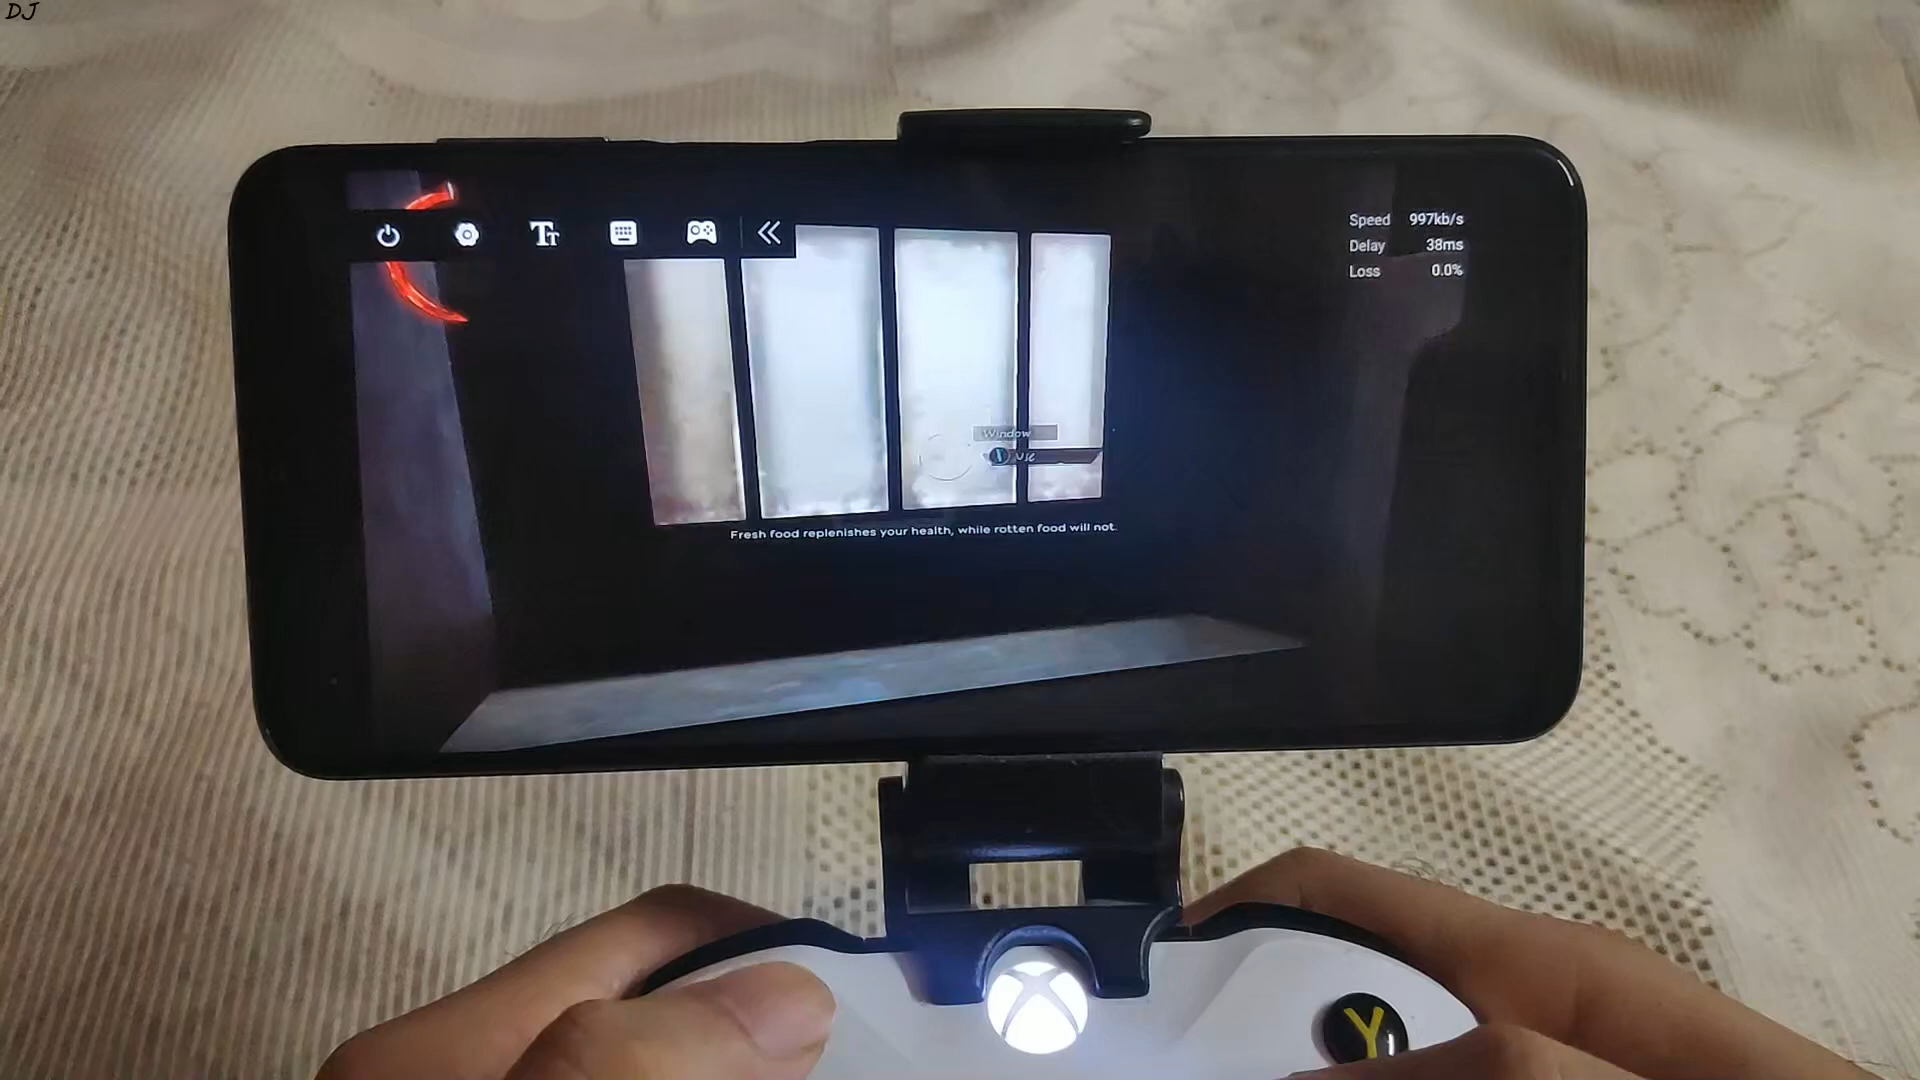 DJ
Speed 997kb/s
Delay 38ms
Loss 0.0%
Window
Fresh food replenishes your health, while rotten food will not.
Y